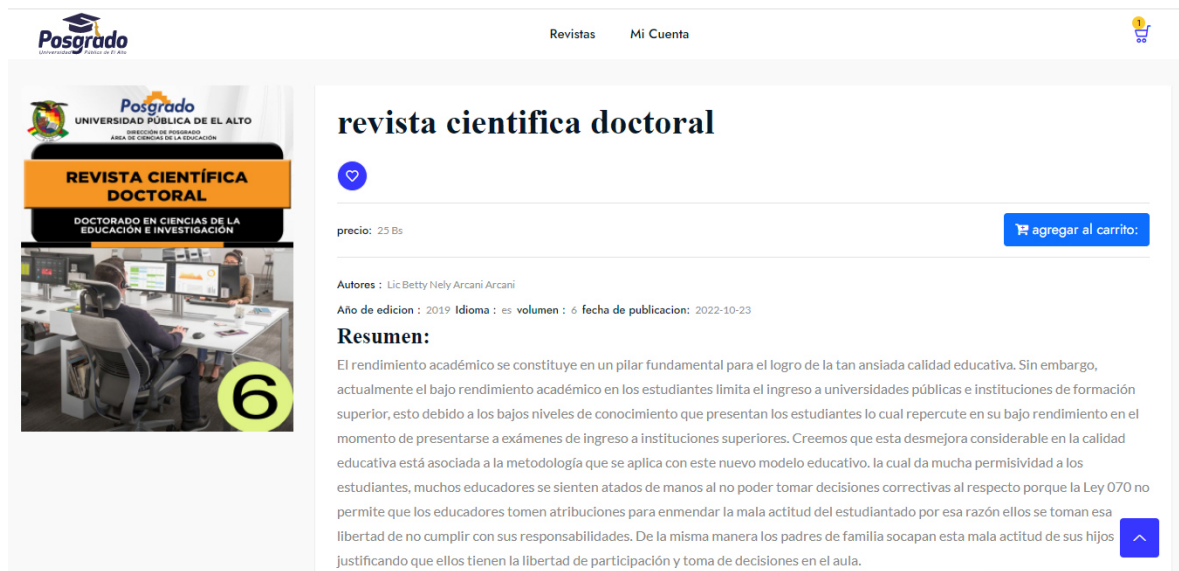 Posgrado
Universidad Pública de El Alto
Revistas
Mi Cuenta
1
Posgrado
UNIVERSIDAD PÚBLICA DE EL ALTO
DIRECCIÓN DE POSGRADO
ÁREA DE CIENCIAS DE LA EDUCACIÓN
REVISTA CIENTÍFICA
DOCTORAL
DOCTORADO EN CIENCIAS DE LA
EDUCACIÓN E INVESTIGACIÓN
6
revista cientifica doctoral
precio: 25 Bs
agregar al carrito:
Autores : Lic Betty Nely Arcani Arcani
Año de edicion : 2019 Idioma : es volumen : 6 fecha de publicacion: 2022-10-23
Resumen:
El rendimiento académico se constituye en un pilar fundamental para el logro de la tan ansiada calidad educativa. Sin embargo,
actualmente el bajo rendimiento académico en los estudiantes limita el ingreso a universidades públicas e instituciones de formación
superior, esto debido a los bajos niveles de conocimiento que presentan los estudiantes lo cual repercute en su bajo rendimiento en el
momento de presentarse a exámenes de ingreso a instituciones superiores. Creemos que esta desmejora considerable en la calidad
educativa está asociada a la metodología que se aplica con este nuevo modelo educativo. la cual da mucha permisividad a los
estudiantes, muchos educadores se sienten atados de manos al no poder tomar decisiones correctivas al respecto porque la Ley 070 no
permite que los educadores tomen atribuciones para enmendar la mala actitud del estudiantado por esa razón ellos se toman esa
libertad de no cumplir con sus responsabilidades. De la misma manera los padres de familia socapan esta mala actitud de sus hijos
justificando que ellos tienen la libertad de participación y toma de decisiones en el aula.